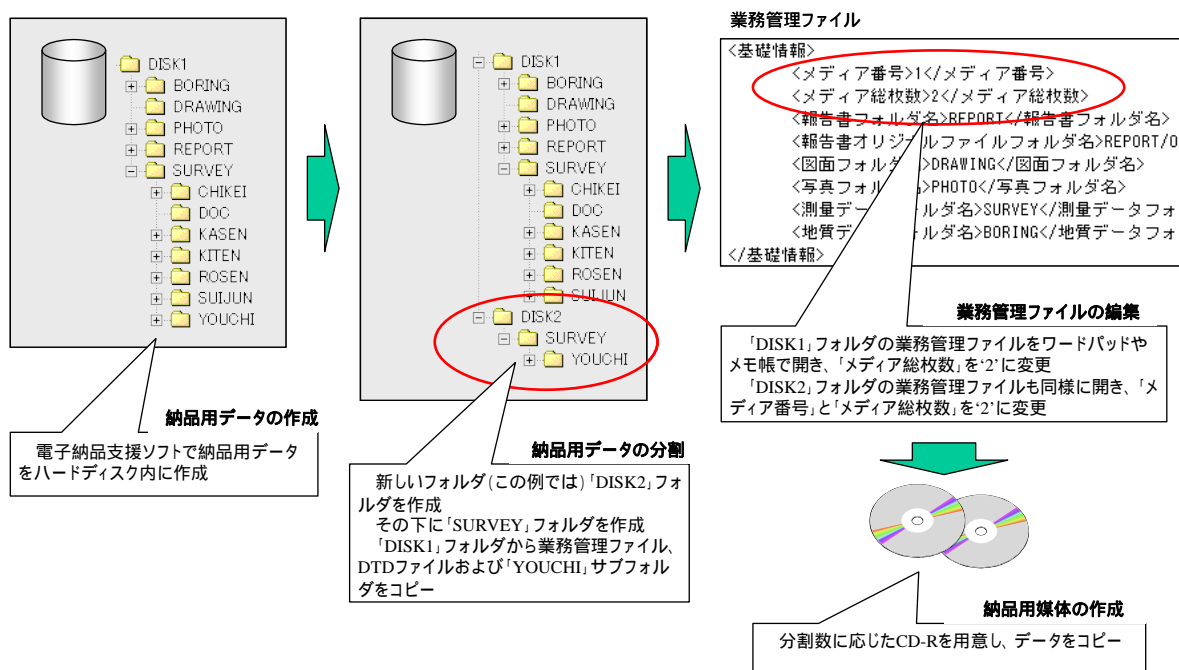 DISK1
BORING
DRAWING
PHOTO
REPORT
SURVEY
CHIKEI
DOC
KASEN
KITEN
ROSEN
SUIJUN
YOUCHI
納品用データの作成
電子納品支援ソフトで納品用データ
をハードディスク内に作成
DISK1
BORING
DRAWING
PHOTO
REPORT
SURVEY
CHIKEI
DOC
KASEN
KITEN
ROSEN
SUIJUN
DISK2
SURVEY
YOUCHI
納品用データの分割
新しいフォルダ(この例では)「DISK2」フォ
ルダを作成
その下に「SURVEY」フォルダを作成
「DISK1」フォルダから業務管理ファイル、
DTDファイルおよび「YOUCHI」サブフォル
ダをコピー
業務管理ファイル
<基礎情報>
<メディア番号>1</メディア番号>
<メディア総枚数>2</メディア総枚数>
<報告書フォルダ名>REPORT</報告書フォルダ名>
<報告書オリジナルファイルフォルダ名>REPORT/O
<図面フォルダ名>DRAWING</図面フォルダ名>
<写真フォルダ名>PHOTO</写真フォルダ名>
<測量データフォルダ名>SURVEY</測量データフォ
<地質データフォルダ名>BORING</地質データフォ
</基礎情報>
業務管理ファイルの編集
「DISK1」フォルダの業務管理ファイルをワードパッドや
メモ帳で開き、「メディア総枚数」を‘2’に変更
「DISK2」フォルダの業務管理ファイルも同様に開き、「メ
ディア番号」と「メディア総枚数」を‘2’に変更
納品用媒体の作成
分割数に応じたCD-Rを用意し、データをコピー